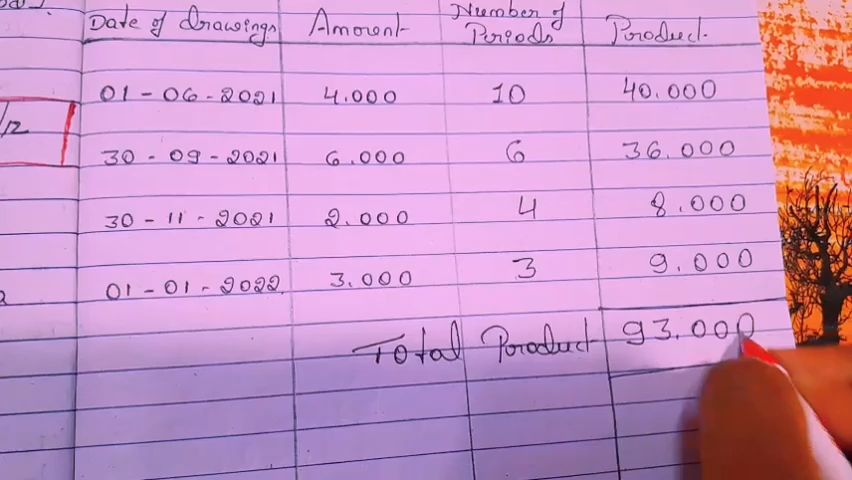 Date of drawings Amount Number of Periods Product
01-06-2021 4.000 10 40.000
/12
30-09-2021 6.000 6 36.000
30-11-2021 2.000 4 8.000
01-01-2022 3.000 3 9.000
Total Product 93.000